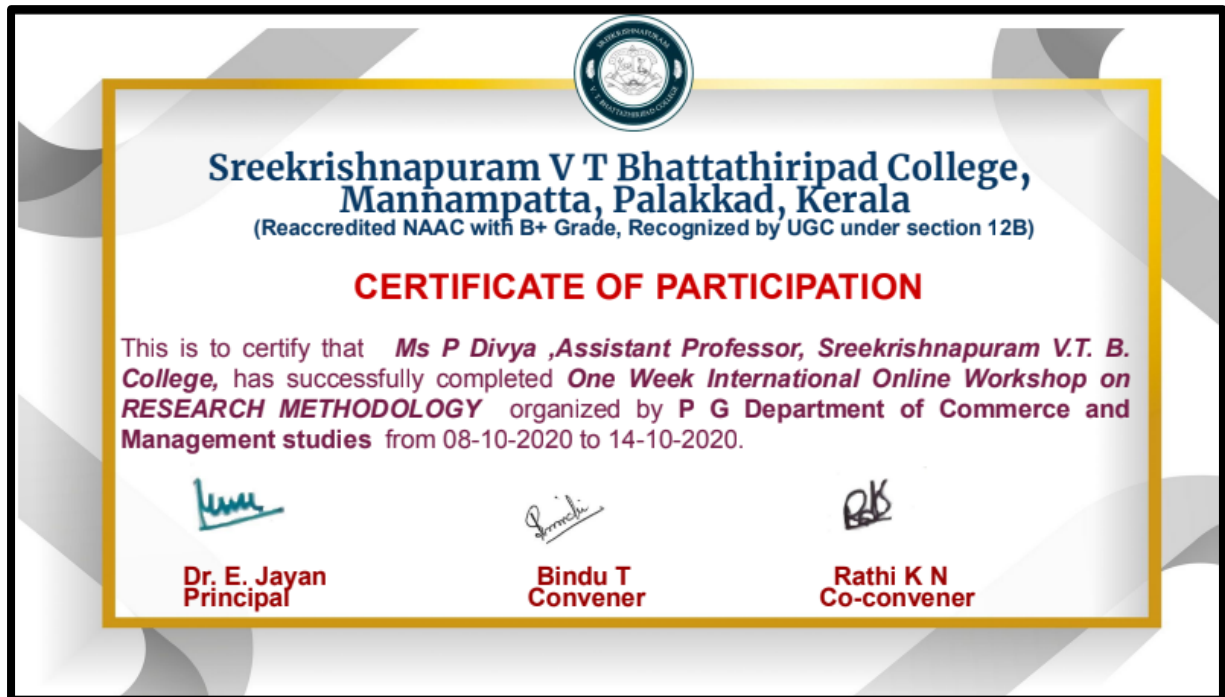 SREEKRISHNAPURAM
V. T. BHATTATHIRIPAD COLLEGE
Sreekrishnapuram V T Bhattathiripad College,
Mannampatta, Palakkad, Kerala
(Reaccredited NAAC with B+ Grade, Recognized by UGC under section 12B)
CERTIFICATE OF PARTICIPATION
This is to certify that Ms P Divya ,Assistant Professor, Sreekrishnapuram V.T. B.
College, has successfully completed One Week International Online Workshop on
RESEARCH METHODOLOGY organized by P G Department of Commerce and
Management studies from 08-10-2020 to 14-10-2020.
Dr. E. Jayan Bindu T Rathi K N
Principal Convener Co-convener